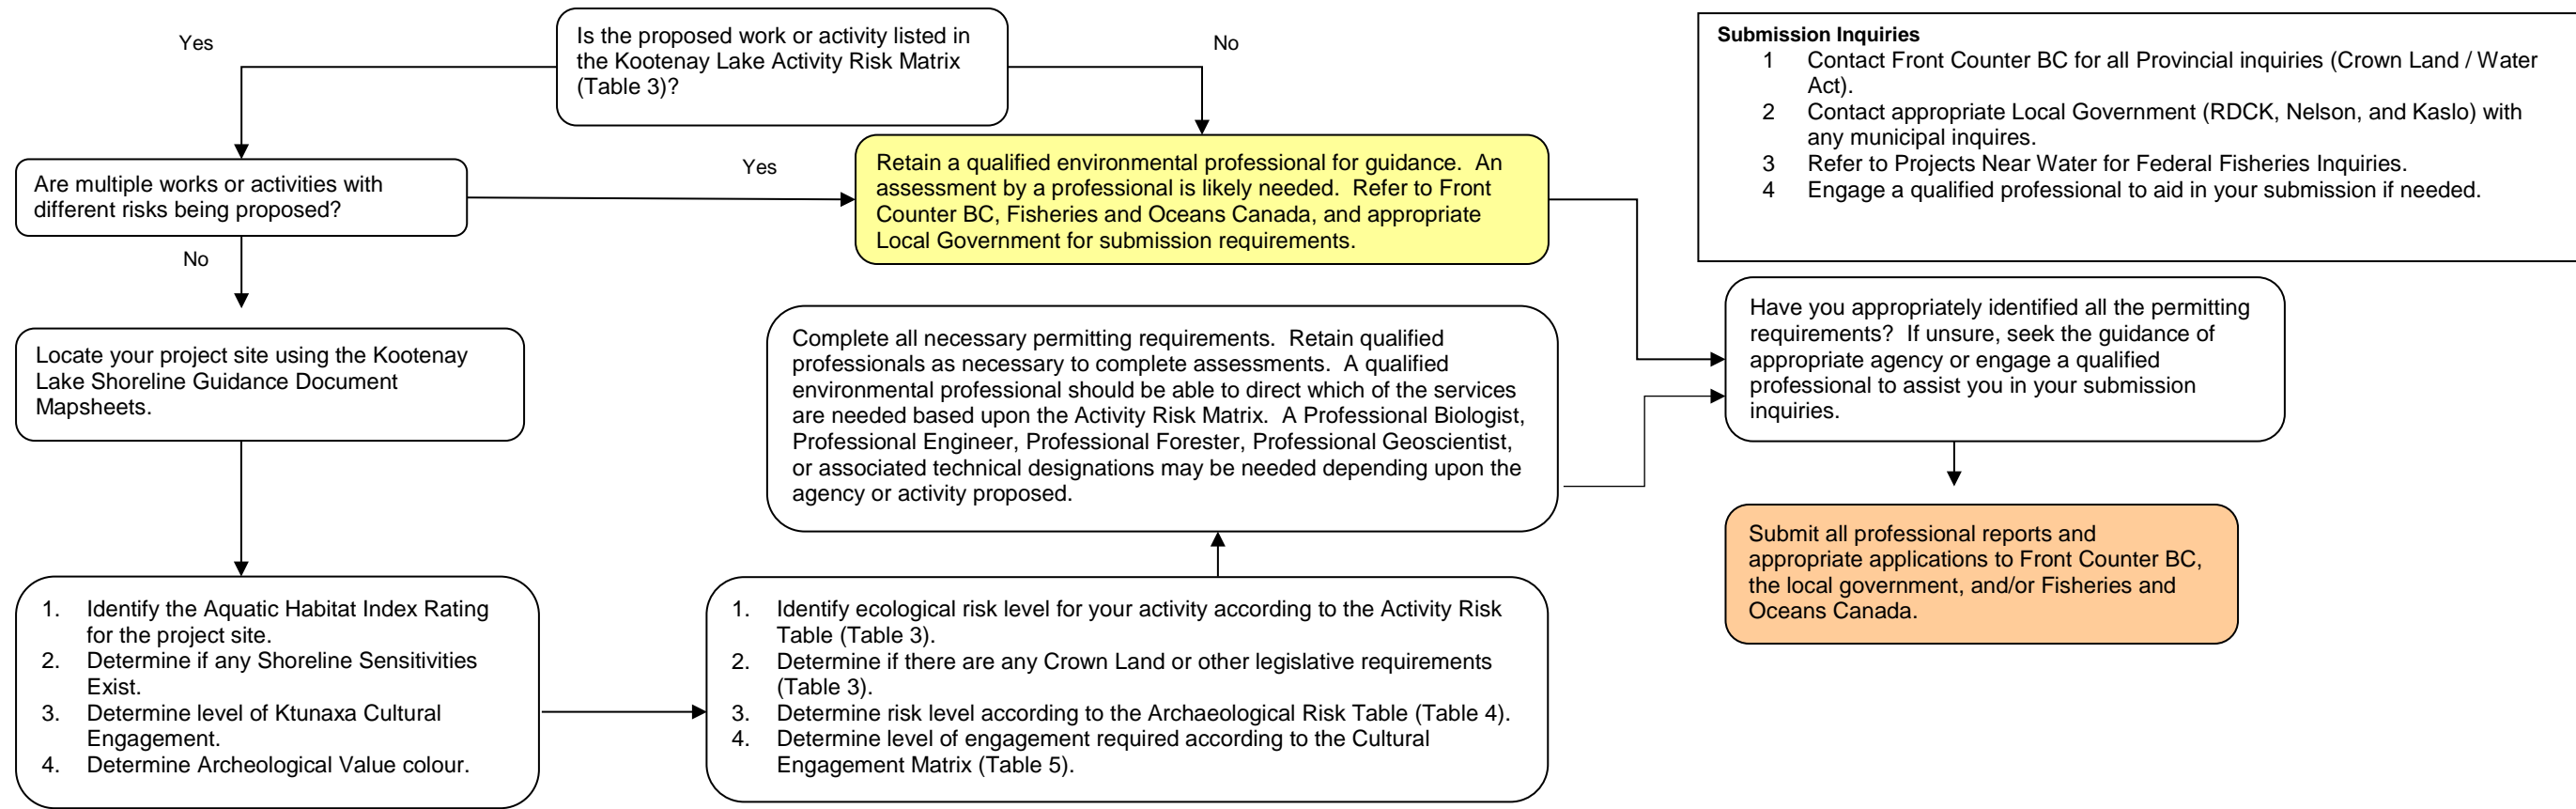 Is the proposed work or activity listed in
the Kootenay Lake Activity Risk Matrix
(Table 3)?
Yes
No
Are multiple works or activities with
different risks being proposed?
Yes
No
Retain a qualified environmental professional for guidance. An
assessment by a professional is likely needed. Refer to Front
Counter BC, Fisheries and Oceans Canada, and appropriate
Local Government for submission requirements.
Submission Inquiries
1 Contact Front Counter BC for all Provincial inquiries (Crown Land / Water
Act).
2 Contact appropriate Local Government (RDCK, Nelson, and Kaslo) with
any municipal inquires.
3 Refer to Projects Near Water for Federal Fisheries Inquiries.
4 Engage a qualified professional to aid in your submission if needed.
Locate your project site using the Kootenay
Lake Shoreline Guidance Document
Mapsheets.
1. Identify the Aquatic Habitat Index Rating
for the project site.
2. Determine if any Shoreline Sensitivities
Exist.
3. Determine level of Ktunaxa Cultural
Engagement.
4. Determine Archeological Value colour.
1. Identify ecological risk level for your activity according to the Activity Risk
Table (Table 3).
2. Determine if there are any Crown Land or other legislative requirements
(Table 3).
3. Determine risk level according to the Archaeological Risk Table (Table 4).
4. Determine level of engagement required according to the Cultural
Engagement Matrix (Table 5).
Complete all necessary permitting requirements. Retain qualified
professionals as necessary to complete assessments. A qualified
environmental professional should be able to direct which of the services
are needed based upon the Activity Risk Matrix. A Professional Biologist,
Professional Engineer, Professional Forester, Professional Geoscientist,
or associated technical designations may be needed depending upon the
agency or activity proposed.
Have you appropriately identified all the permitting
requirements? If unsure, seek the guidance of
appropriate agency or engage a qualified
professional to assist you in your submission
inquiries.
Submit all professional reports and
appropriate applications to Front Counter BC,
the local government, and/or Fisheries and
Oceans Canada.